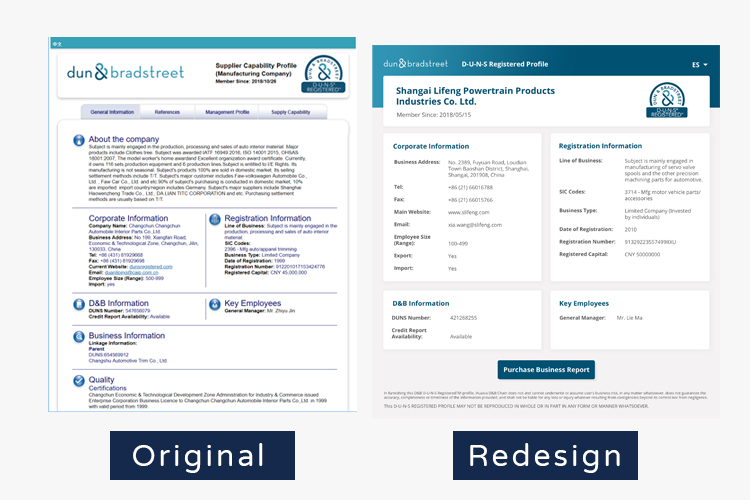 中文
dun & bradstreet
Supplier Capability Profile
(Manufacturing Company)
Member Since: 2018/10/26
DUN & BRADSTREET
D-U-N-S
REGISTERED
General Information
References
Management Profile
Supply Capability
About the company
Subject is mainly engaged in the production, processing and sales of auto interior material. Major
products include Clothes tree. Subject was awarded IATF 16949:2016, ISO 14001:2015, OHSAS
18001:2007. The model worker's home awarded Excellent organization award certificate. Currently,
it owns 116 sets production equipment and 6 production lines Subject is entitled to I/E Rights. Its
manufacturing is not seasonal. Subject's products 100% are sold in domestic market. Its selling
settlement methods include T/T. Subject's major customer includes Faw-volkswagen Automobile Co.,
Ltd. , Faw Car Co., Ltd. and etc 90% of subject's purchasing is conducted in domestic market, 10%
are imported. import country/region includes Germany. Subject's major suppliers include Shanghai
Haowenzheng Trade Co., Ltd., DA LIAN TITC CORPORATION and etc. Purchasing settlement
methods are usually based on T/T.
Corporate Information
Company Name: Changchun Changchun
Automobile Interior Parts Co. Ltd.
Business Address: No.199, Xiangfan Road,
Economic & Technological Zone, Changchun, Jilin,
130033, China
Tel: +86 (431) 81929688
Fax: +86 (431) 81929688
Current Website: dunsregistered.com
Email:
Employee Size (Range): 500-999
Import: yes
Registration Information
Line of Business: Subject is mainly engaged in the
production, processing and sales of auto interior
material.
SIC Codes:
2396 - Mfg auto/apparel trimming
Business Type: Limited Company
Date of Registration: 1999
Registration Number: 912201017153424776
Registered Capital: CNY 45,000,000
D&B Information
DUNS Number: 547658079
Credit Report Availability: Available
Key Employees
General Manager: Mr. Zhiyu Jin
Business Information
Linkage Information:
Parent
DUNS:654569812
Changshu Automotive Trim Co., Ltd.
Quality
Certifications
Changchun Economic & Technological Development Zone Administration for Industry & Commerce issued
Enterprise Corporation Business Licence to Changchun Changchun Automobile Interior Parts Co.,Ltd. in 1999
with valid period from 1999.
Original
dun & bradstreet
D-U-N-S Registered Profile
ES
Shangai Lifeng Powertrain Products
Industries Co. Ltd.
Member Since: 2018/05/15
DUN & BRADSTREET
D-U-N-S
REGISTERED
Corporate Information
Business Address: No. 2389, Fuyuan Road, Loudian
Town Baoshan District, Shanghai,
Shangai, 201908, China
Tel: +86 (21) 66016788
Fax: +86 (21) 66015766
Main Website: www.slifeng.com
Email: xia.wang@slifeng.com
Employee Size
(Range): 100-499
Export: Yes
Import: Yes
Registration Information
Line of Business: Subject is mainly engaged in
manufacturing of servo valve
spools and the other precision
machining parts for automotive.
SIC Codes: 3714 - Mfg motor vehicle parts/
accessories
Business Type: Limited Company (Invested
by individuals)
Date of Registration: 2010
Registration Number: 91329223557499XU
Registered Capital: CNY 50000000
D&B Information
DUNS Number: 421268255
Credit Report
Availability: Available
Key Employees
General Manager: Mr. Lie Ma
Purchase Business Report
This D-U-N-S REGISTERED PROFILE MAY NOT BE REPRODUCED IN WHOLE OR IN PART IN ANY FORM OR MANNER WHATSOEVER.
Redesign